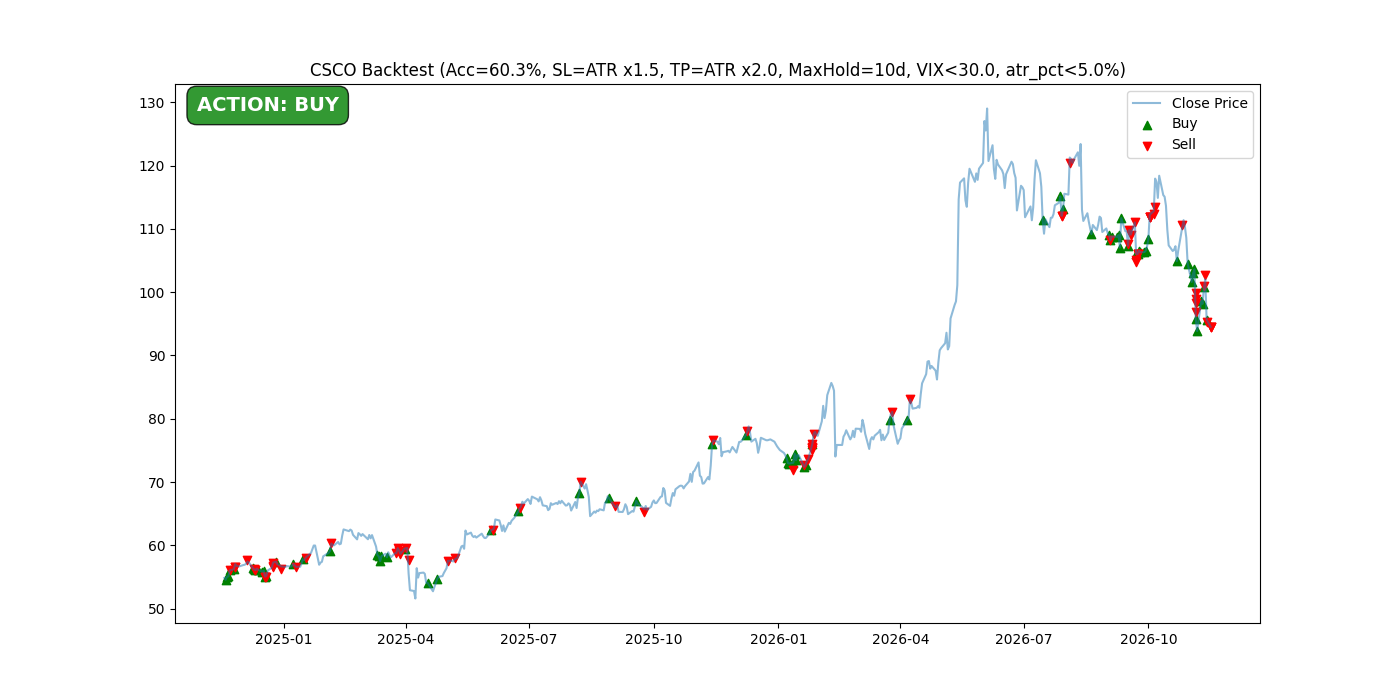 CSCO Backtest (Acc=60.3%, SL=ATR x1.5, TP=ATR x2.0, MaxHold=10d, VIX<30.0, atr_pct<5.0%)
ACTION: BUY
Close Price
Buy
Sell
130
120
110
100
90
80
70
60
50
2025-01 2025-04 2025-07 2025-10 2026-01 2026-04 2026-07 2026-10